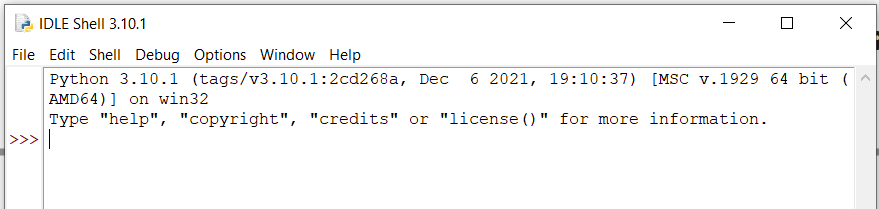 IDLE Shell 3.10.1
File Edit Shell Debug Options Window Help
Python 3.10.1 (tags/v3.10.1:2cd268a, Dec  6 2021, 19:10:37) [MSC v.1929 64 bit (
AMD64)] on win32
Type "help", "copyright", "credits" or "license()" for more information.
>>>